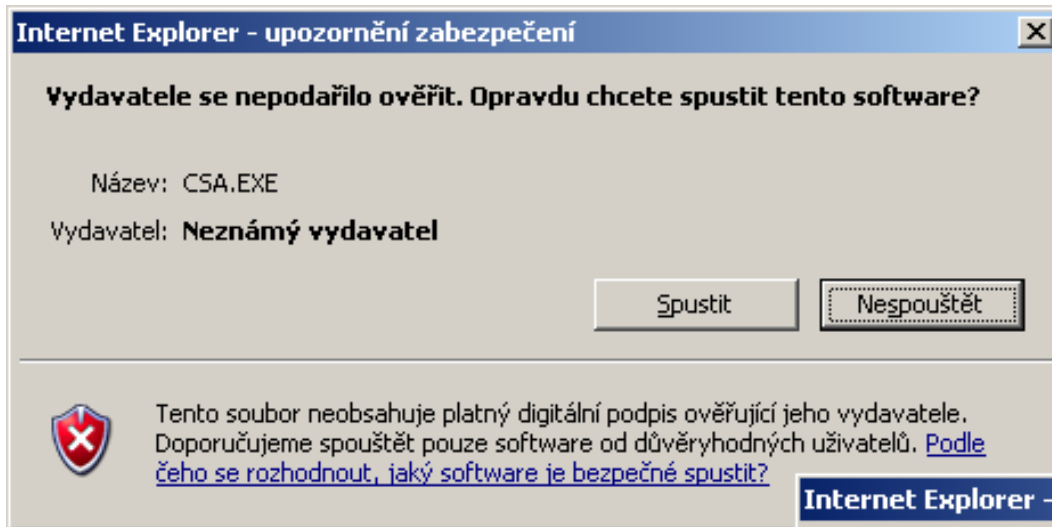 Internet Explorer - upozornění zabezpečení
Vydavatele se nepodařilo ověřit. Opravdu chcete spustit tento software?
Název: CSA.EXE
Vydavatel: Neznámý vydavatel
Spustit Nespouštět
Tento soubor neobsahuje platný digitální podpis ověřující jeho vydavatele.
Doporučujeme spouštět pouze software od důvěryhodných uživatelů. Podle
čeho se rozhodnout, jaký software je bezpečné spustit?
Internet Explorer -